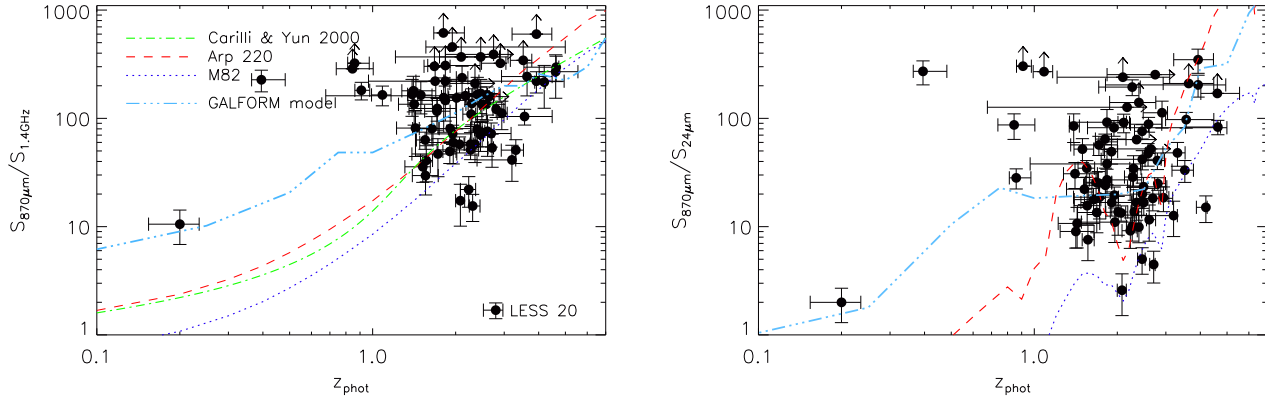 Carilli & Yun 2000
Arp 220
M82
GALFORM model
LESS 20
1000
100
10
1
0.1
1.0
S870μm/S1.4GHz
zphot
1000
100
10
1
0.1
1.0
S870μm/S24μm
zphot